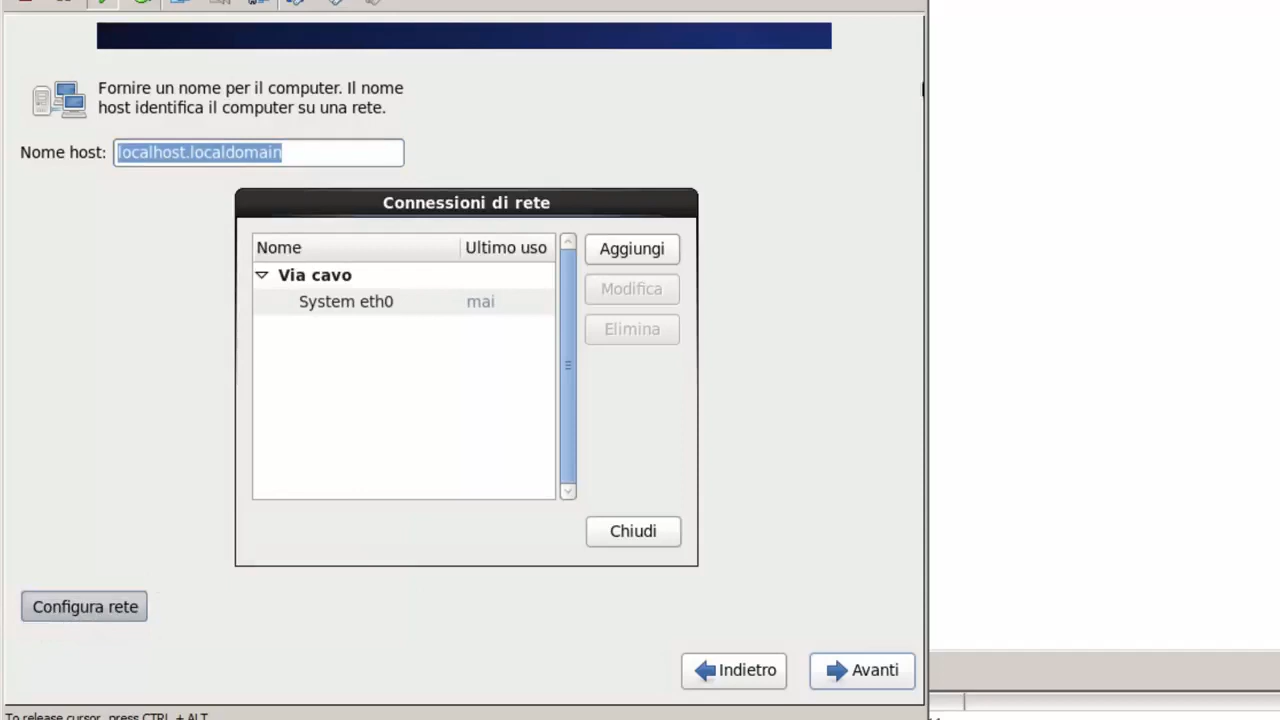 Fornire un nome per il computer. Il nome
host identifica il computer su una rete.
Nome host: localhost.localdomain
Connessioni di rete
Nome Ultimo uso
Via cavo
System eth0 mai
Aggiungi
Modifica
Elimina
Chiudi
Configura rete
Indietro Avanti
To release cursor, press CTRL + ALT